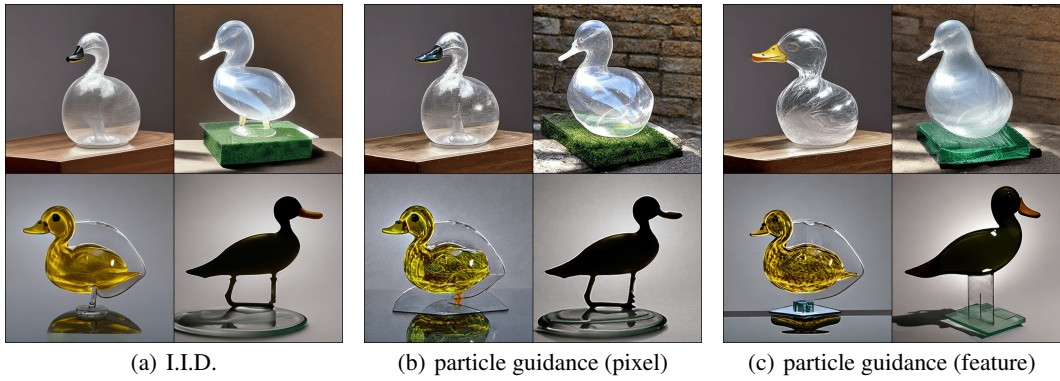 (a) I.I.D.
(b) particle guidance (pixel)
(c) particle guidance (feature)